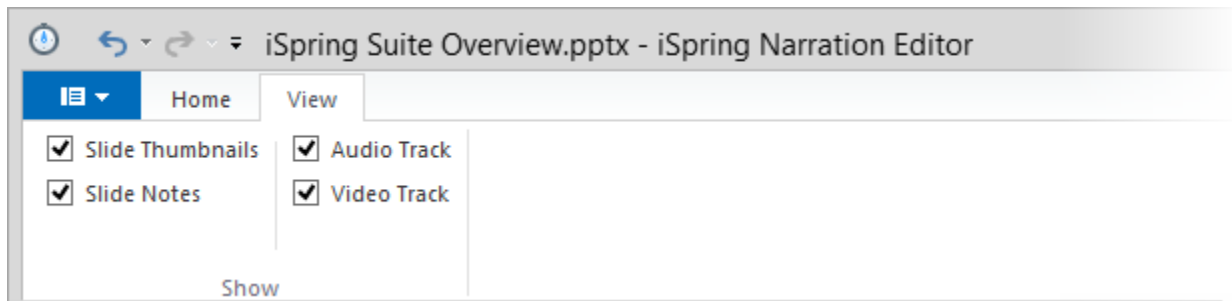 iSpring Suite Overview.pptx - iSpring Narration Editor
Home View
Slide Thumbnails Audio Track
Slide Notes Video Track
Show